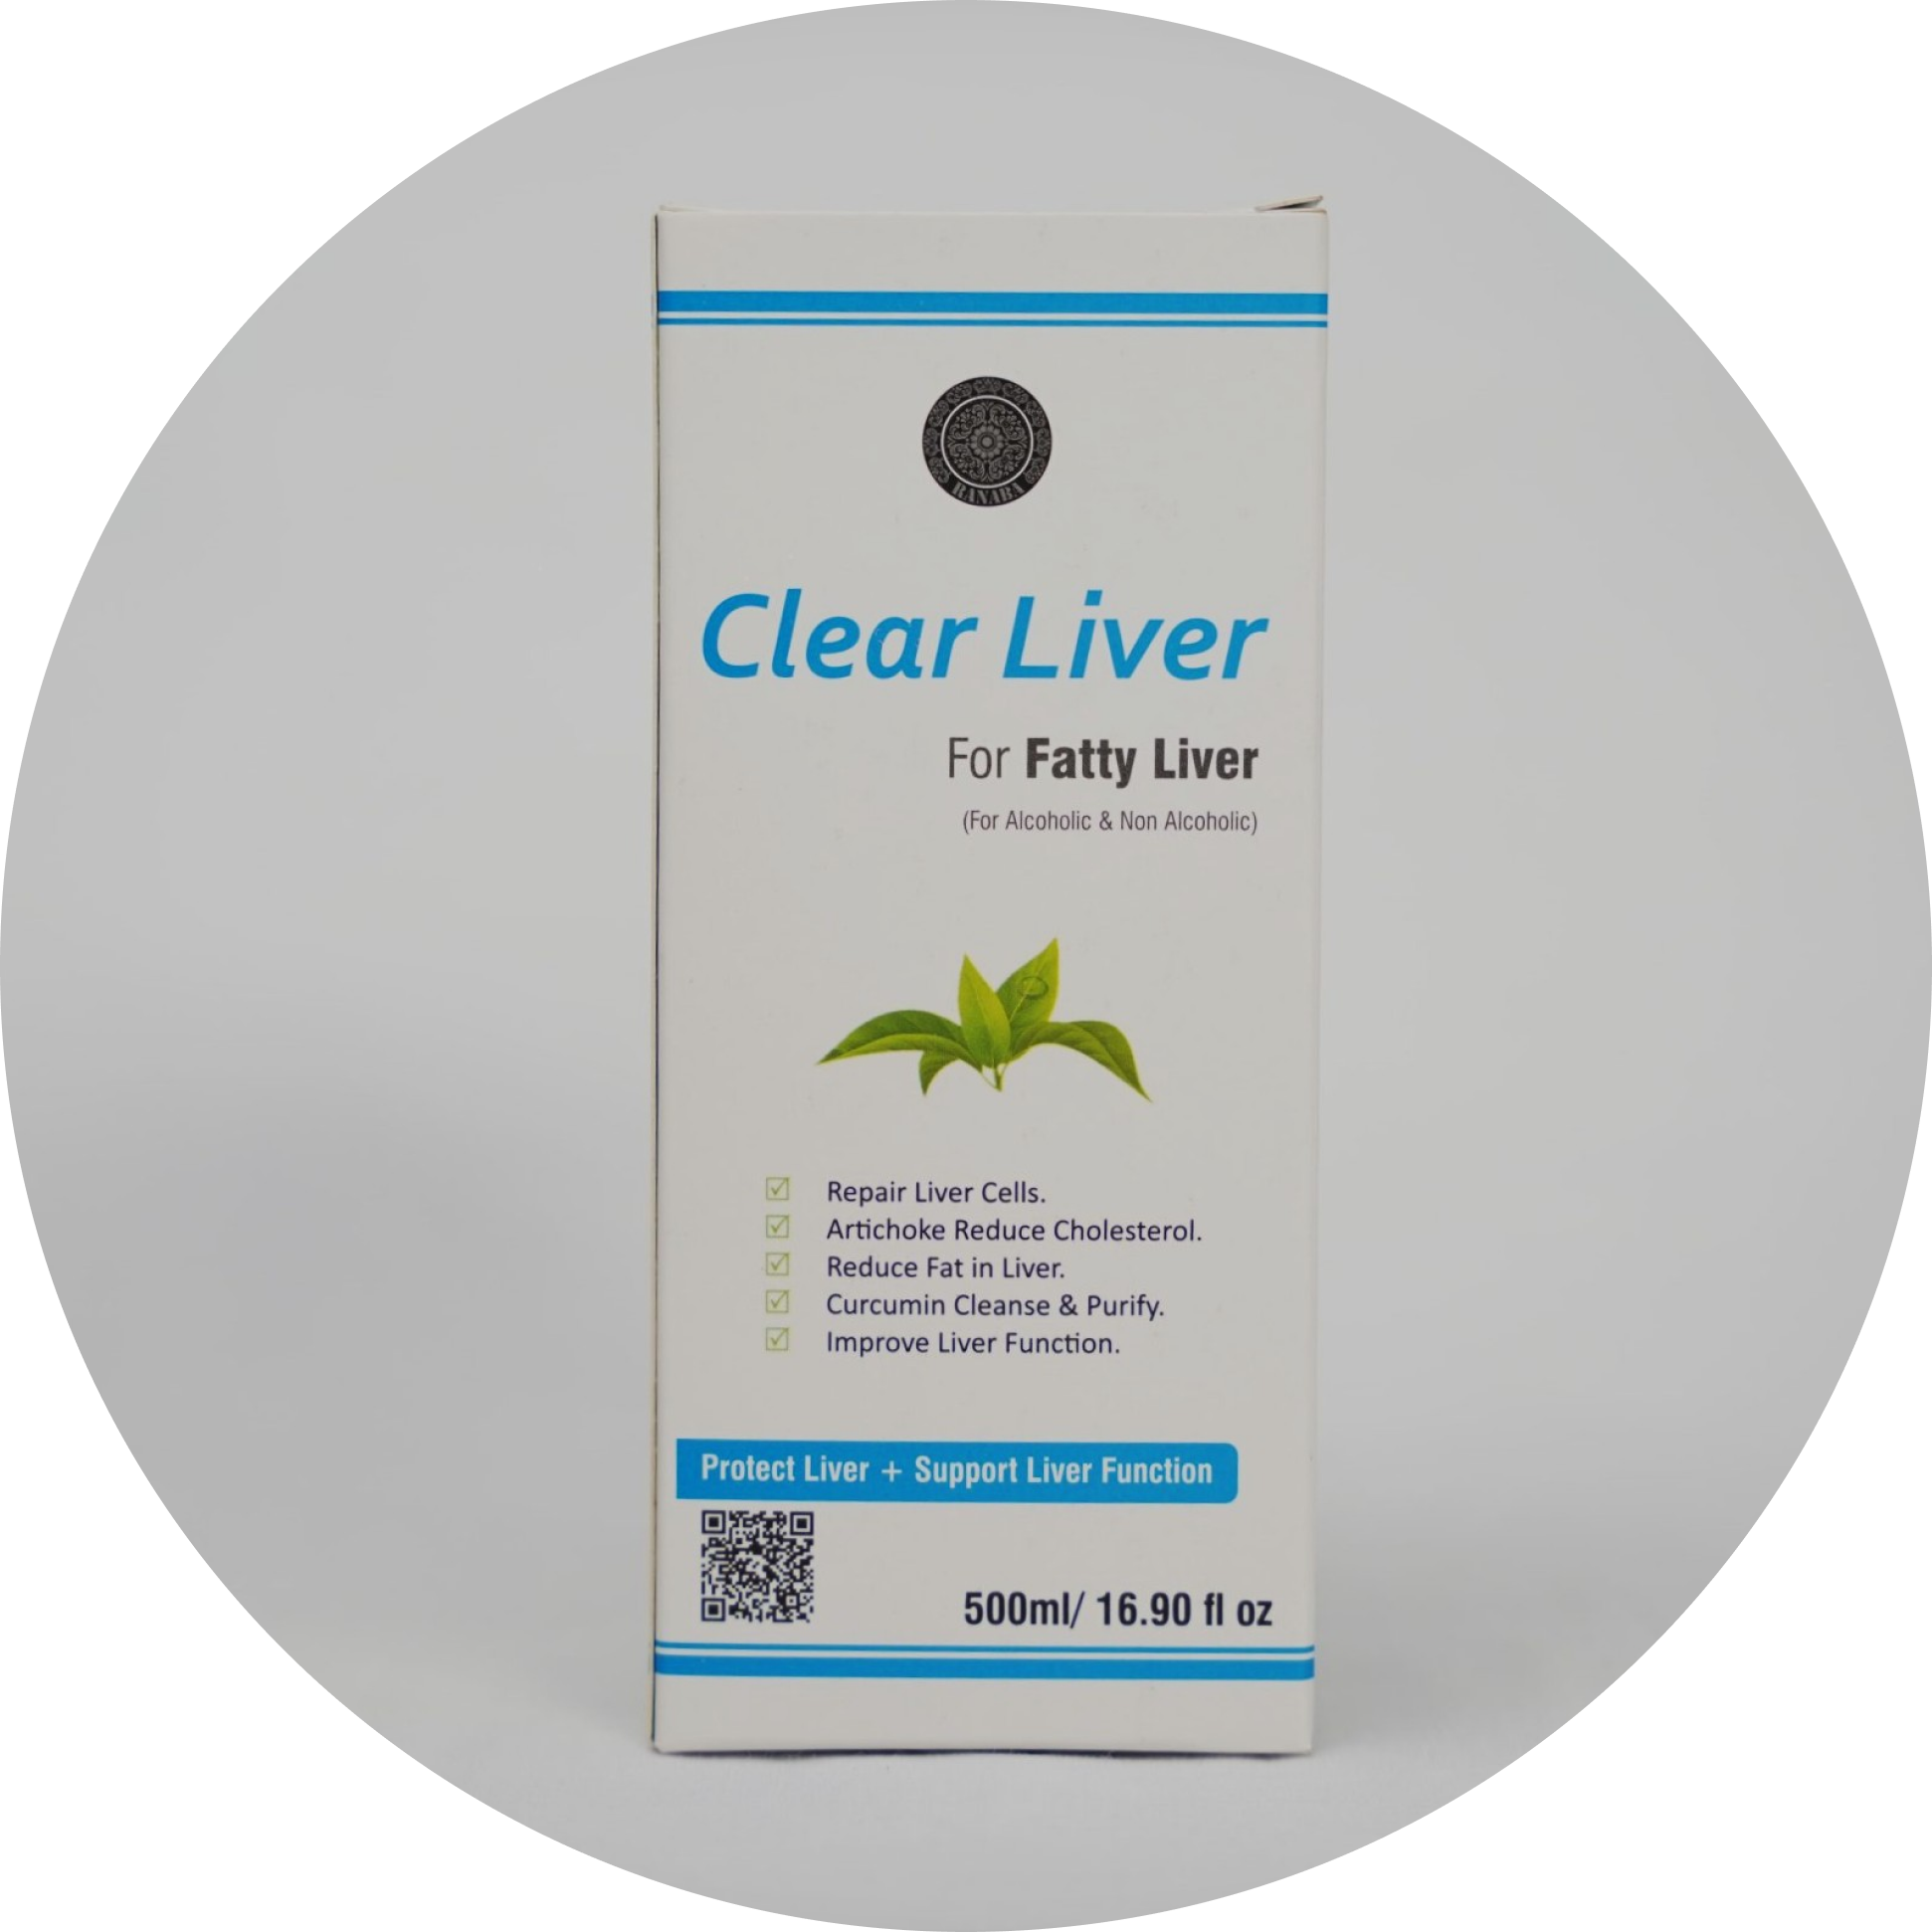 RANABA
Clear Liver
For Fatty Liver
(For Alcoholic & Non Alcoholic)
Repair Liver Cells.
Artichoke Reduce Cholesterol.
Reduce Fat in Liver.
Curcumin Cleanse & Purify.
Improve Liver Function.
Protect Liver + Support Liver Function
500ml/ 16.90 fl oz